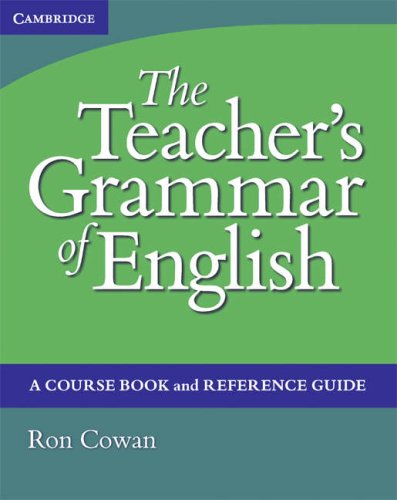 CAMBRIDGE
The
Teacher's
Grammar
of English
A COURSE BOOK and REFERENCE GUIDE
Ron Cowan